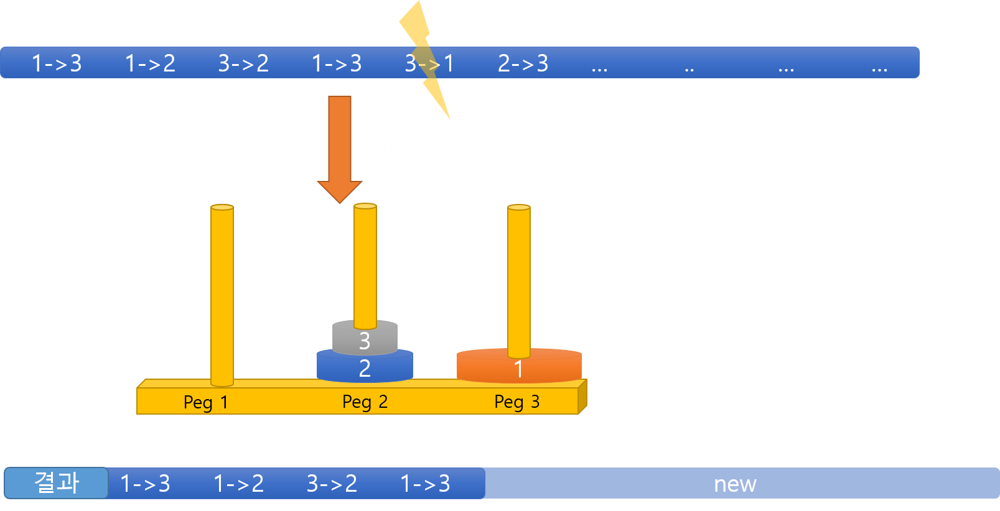 1->3 1->2 3->2 1->3 3->1 2->3 ... .. ... ...
3
2
1
Peg 1 Peg 2 Peg 3
결과 1->3 1->2 3->2 1->3 new